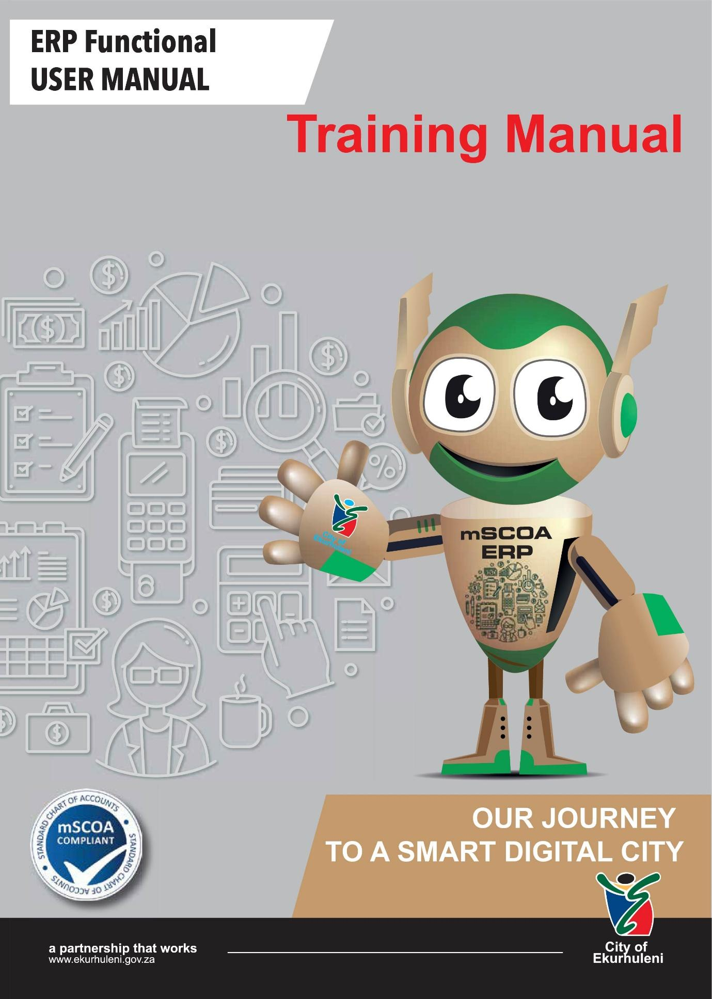 ERP Functional
USER MANUAL
Training Manual
$
$
$
$
$
$
%
City of
Ekurhuleni
mSCOA
ERP
$
$
$
STANDARD CHART OF ACCOUNTS
mSCOA
COMPLIANT
STANDARD CHART OF ACCOUNTS
OUR JOURNEY
TO A SMART DIGITAL CITY
a partnership that works
www.ekurhuleni.gov.za
City of
Ekurhuleni